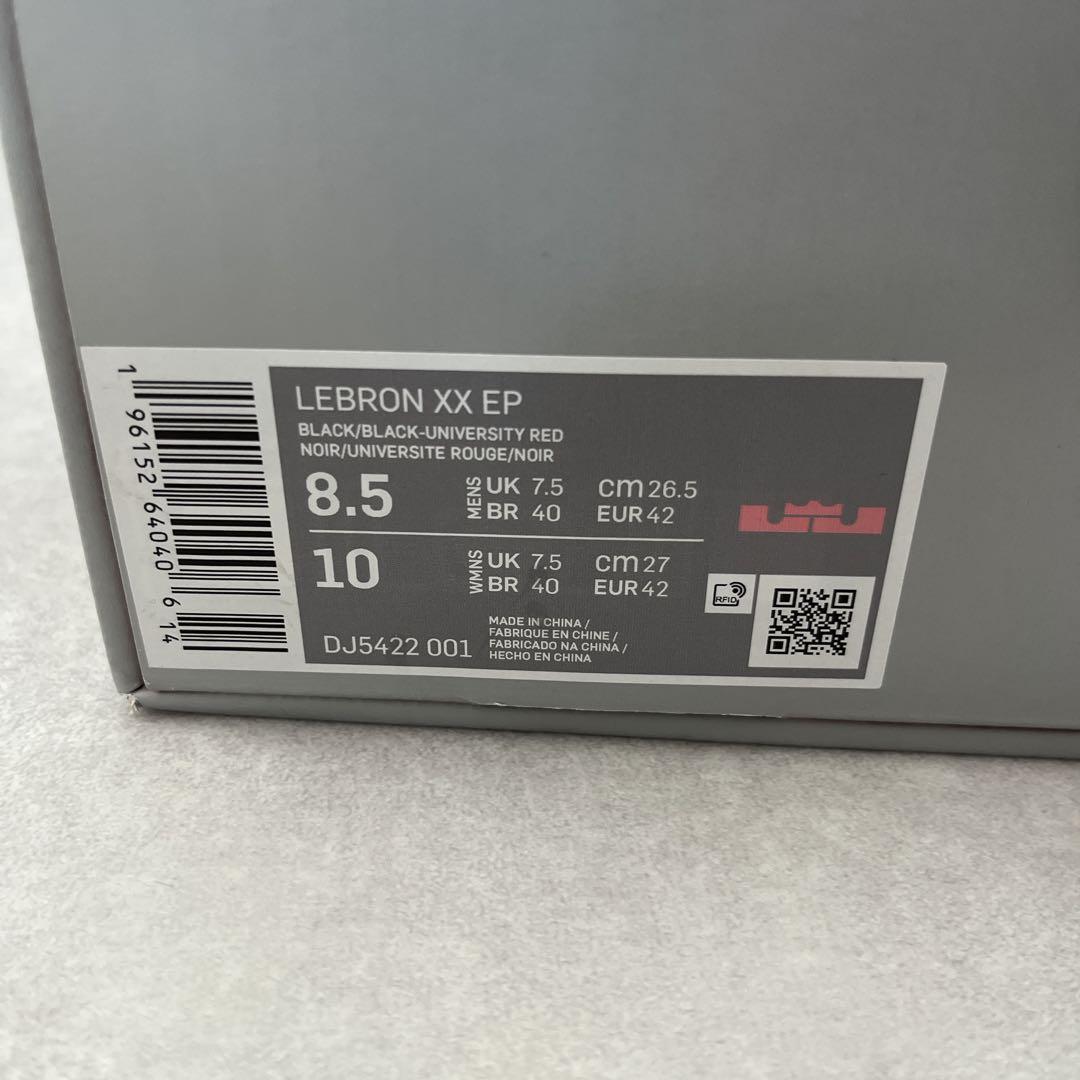 1 96152 64040 6 14
LEBRON XX EP
BLACK/BLACK-UNIVERSITY RED
NOIR/UNIVERSITE ROUGE/NOIR
8.5 MENS UK 7.5 cm 26.5
BR 40 EUR 42
10 WMNS UK 7.5 cm 27
BR 40 EUR 42
RFID
DJ5422 001
MADE IN CHINA /
FABRIQUE EN CHINE /
FABRICADO NA CHINA /
HECHO EN CHINA